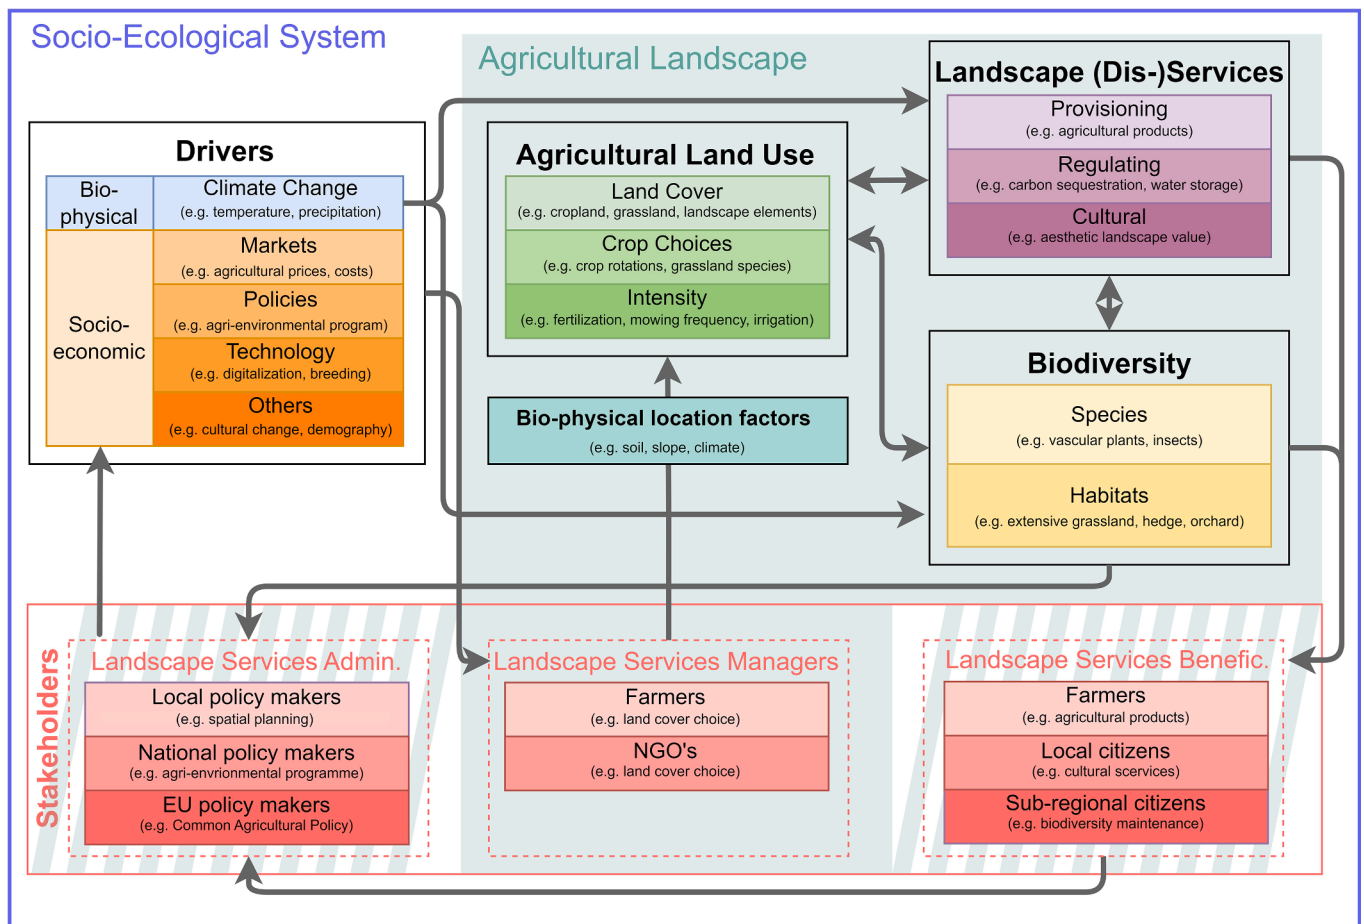 Socio-Ecological System
Agricultural Landscape
Drivers
Bio-
physical
Climate Change
(e.g. temperature, precipitation)
Socio-
economic
Markets
(e.g. agricultural prices, costs)
Policies
(e.g. agri-environmental program)
Technology
(e.g. digitalization, breeding)
Others
(e.g. cultural change, demography)
Agricultural Land Use
Land Cover
(e.g. cropland, grassland, landscape elements)
Crop Choices
(e.g. crop rotations, grassland species)
Intensity
(e.g. fertilization, mowing frequency, irrigation)
Bio-physical location factors
(e.g. soil, slope, climate)
Landscape (Dis-)Services
Provisioning
(e.g. agricultural products)
Regulating
(e.g. carbon sequestration, water storage)
Cultural
(e.g. aesthetic landscape value)
Biodiversity
Species
(e.g. vascular plants, insects)
Habitats
(e.g. extensive grassland, hedge, orchard)
Stakeholders
Landscape Services Admin.
Local policy makers
(e.g. spatial planning)
National policy makers
(e.g. agri-envrionmental programme)
EU policy makers
(e.g. Common Agricultural Policy)
Landscape Services Managers
Farmers
(e.g. land cover choice)
NGO's
(e.g. land cover choice)
Landscape Services Benefic.
Farmers
(e.g. agricultural products)
Local citizens
(e.g. cultural scervices)
Sub-regional citizens
(e.g. biodiversity maintenance)